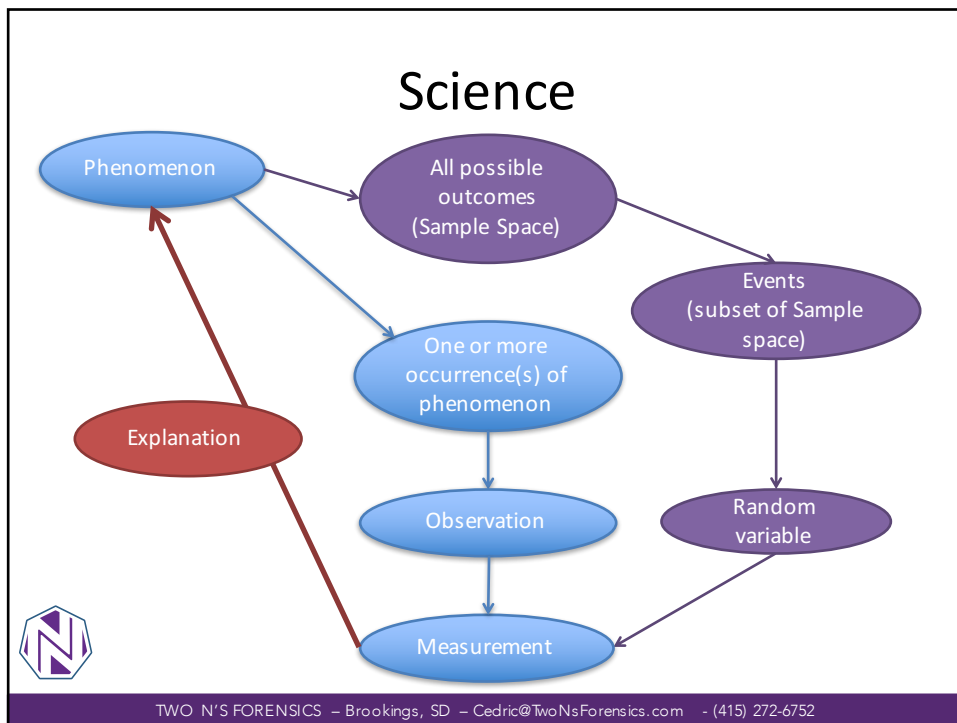 Science
Phenomenon
All possible
outcomes
(Sample Space)
Events
(subset of Sample
space)
One or more
occurrence(s) of
phenomenon
Explanation
Observation
Random
variable
Measurement
N
TWO N'S FORENSICS – Brookings, SD – Cedric@TwoNsForensics.com - (415) 272-6752